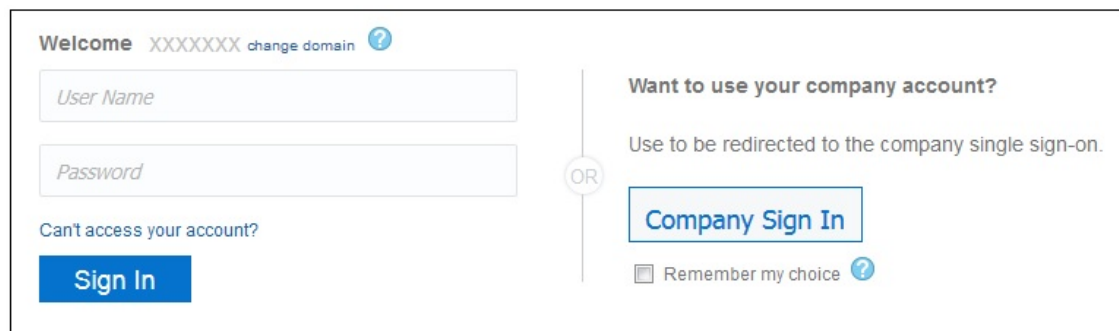 Welcome XXXXXXX change domain ?
User Name
Password
Can't access your account?
Sign In
OR
Want to use your company account?
Use to be redirected to the company single sign-on.
Company Sign In
Remember my choice ?